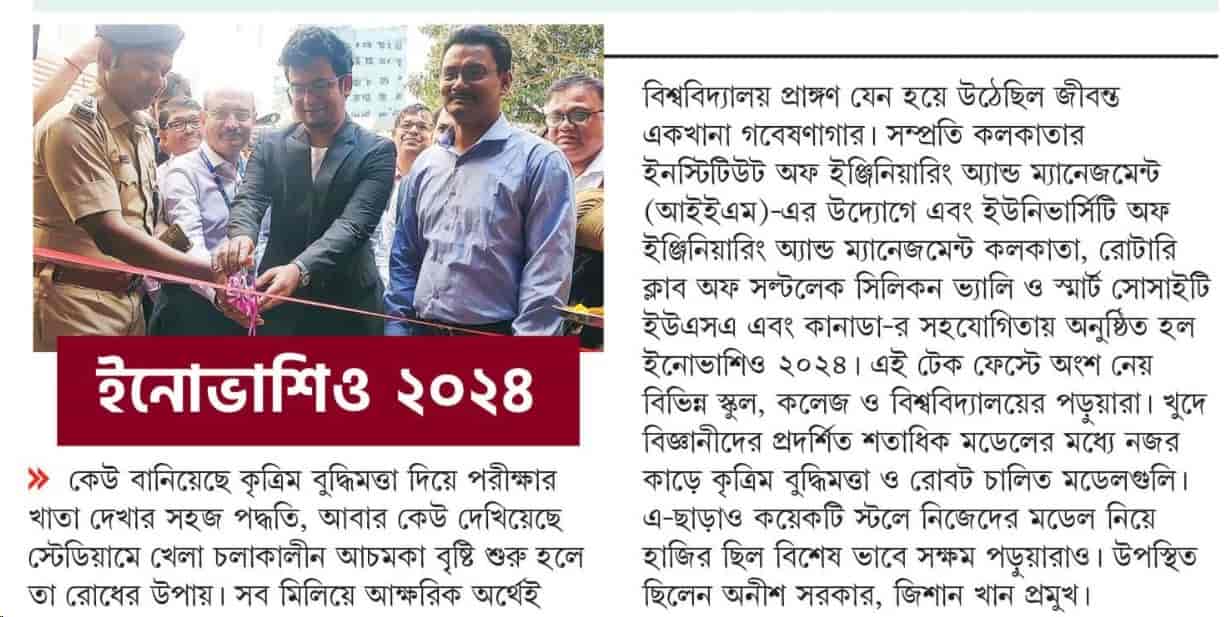 ইনোভাশিও ২০২৪
» কেউ বানিয়েছে কৃত্রিম বুদ্ধিমত্তা দিয়ে পরীক্ষার
খাতা দেখার সহজ পদ্ধতি, আবার কেউ দেখিয়েছে
স্টেডিয়ামে খেলা চলাকালীন আচমকা বৃষ্টি শুরু হলে
তা রোধের উপায়। সব মিলিয়ে আক্ষরিক অর্থেই
বিশ্ববিদ্যালয় প্রাঙ্গণ যেন হয়ে উঠেছিল জীবন্ত
একখানা গবেষণাগার। সম্প্রতি কলকাতার
ইনস্টিটিউট অফ ইঞ্জিনিয়ারিং অ্যান্ড ম্যানেজমেন্ট
(আইইএম)-এর উদ্যোগে এবং ইউনিভার্সিটি অফ
ইঞ্জিনিয়ারিং অ্যান্ড ম্যানেজমেন্ট কলকাতা, রোটারি
ক্লাব অফ সল্টলেক সিলিকন ভ্যালি ও স্মার্ট সোসাইটি
ইউএসএ এবং কানাডা-র সহযোগিতায় অনুষ্ঠিত হল
ইনোভাশিও ২০২৪। এই টেক ফেস্টে অংশ নেয়
বিভিন্ন স্কুল, কলেজ ও বিশ্ববিদ্যালয়ের পড়ুয়ারা। খুদে
বিজ্ঞানীদের প্রদর্শিত শতাধিক মডেলের মধ্যে নজর
কাড়ে কৃত্রিম বুদ্ধিমত্তা ও রোবট চালিত মডেলগুলি।
এ-ছাড়াও কয়েকটি স্টলে নিজেদের মডেল নিয়ে
হাজির ছিল বিশেষ ভাবে সক্ষম পড়ুয়ারাও। উপস্থিত
ছিলেন অনীশ সরকার, জিশান খান প্রমুখ।